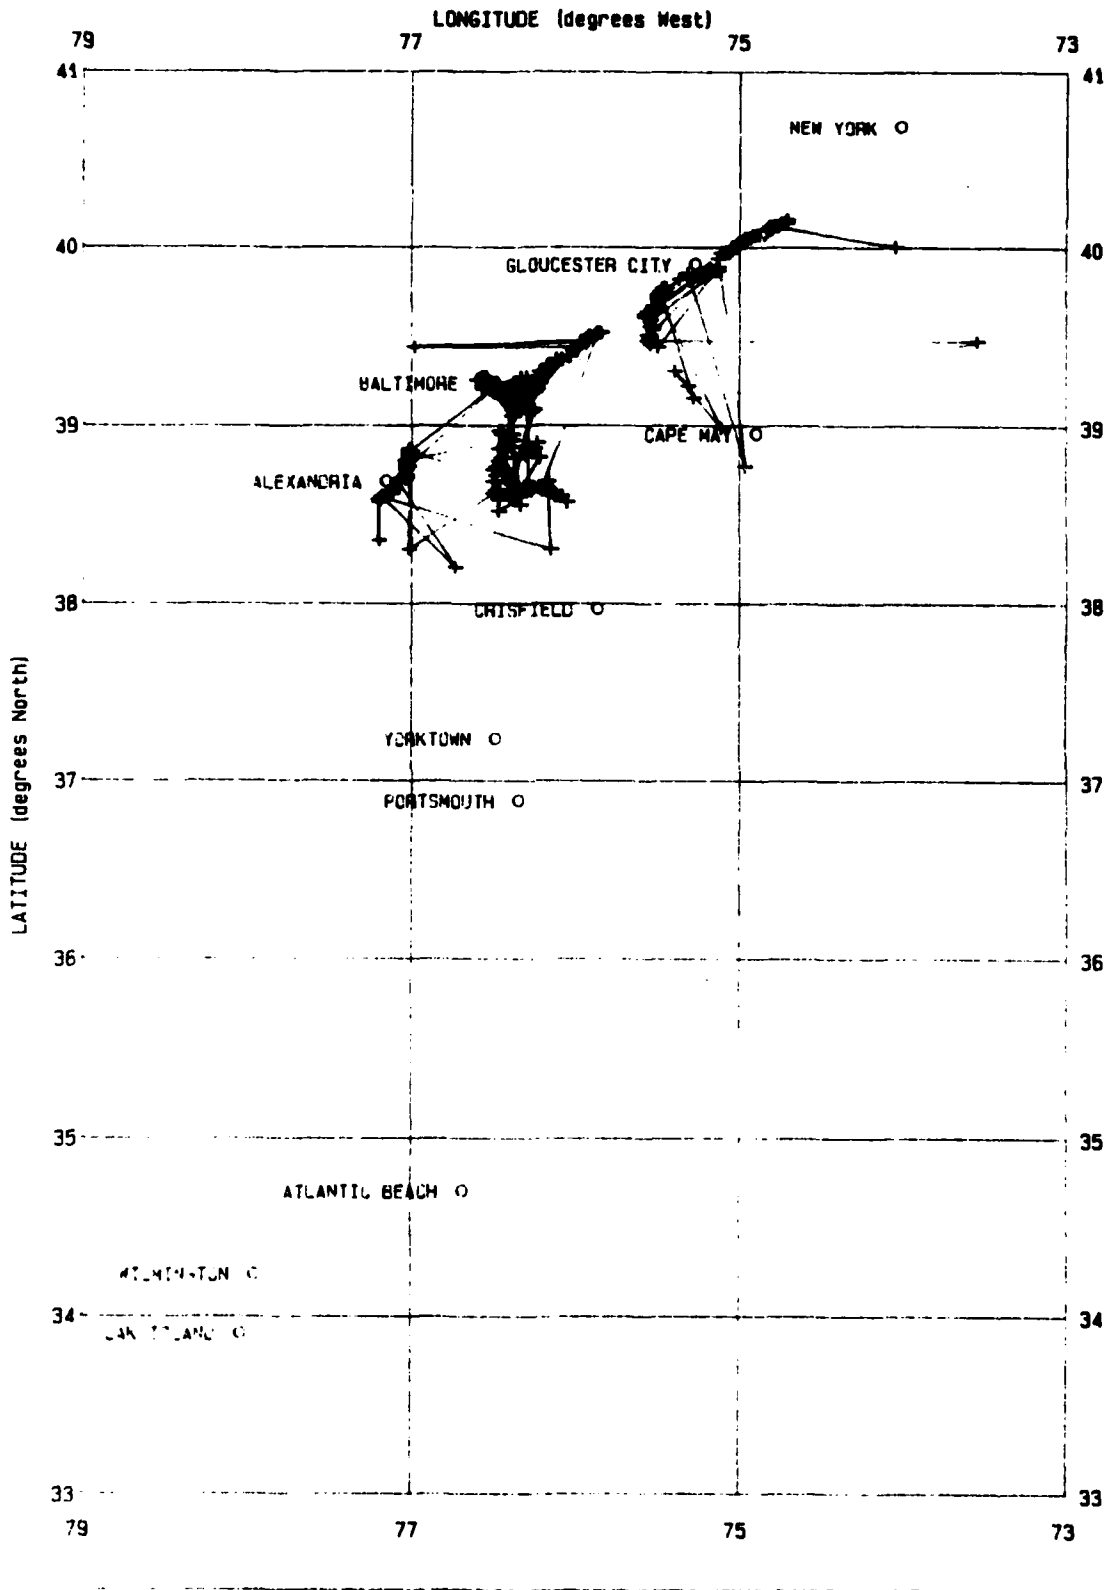 LONGITUDE (degrees West)
79 77 75 73
41 41
NEW YORK
40 40
GLOUCESTER CITY
BALTIMORE
39 39
CAPE MAY
ALEXANDRIA
38 38
CRISFIELD
LATITUDE (degrees North)
YORKTOWN
37 37
PORTSMOUTH
36 36
35 35
ATLANTIC BEACH
WILMINGTON
34 34
33 33
79 77 75 73